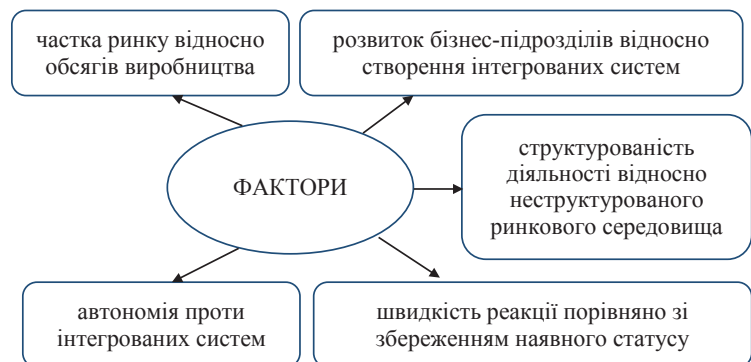 частка ринку відносно
обсягів виробництва
розвиток бізнес-підрозділів відносно
створення інтегрованих систем
ФАКТОРИ
структурованість
діяльності відносно
неструктурованого
ринкового середовища
автономія проти
інтегрованих систем
швидкість реакції порівняно зі
збереженням наявного статусу